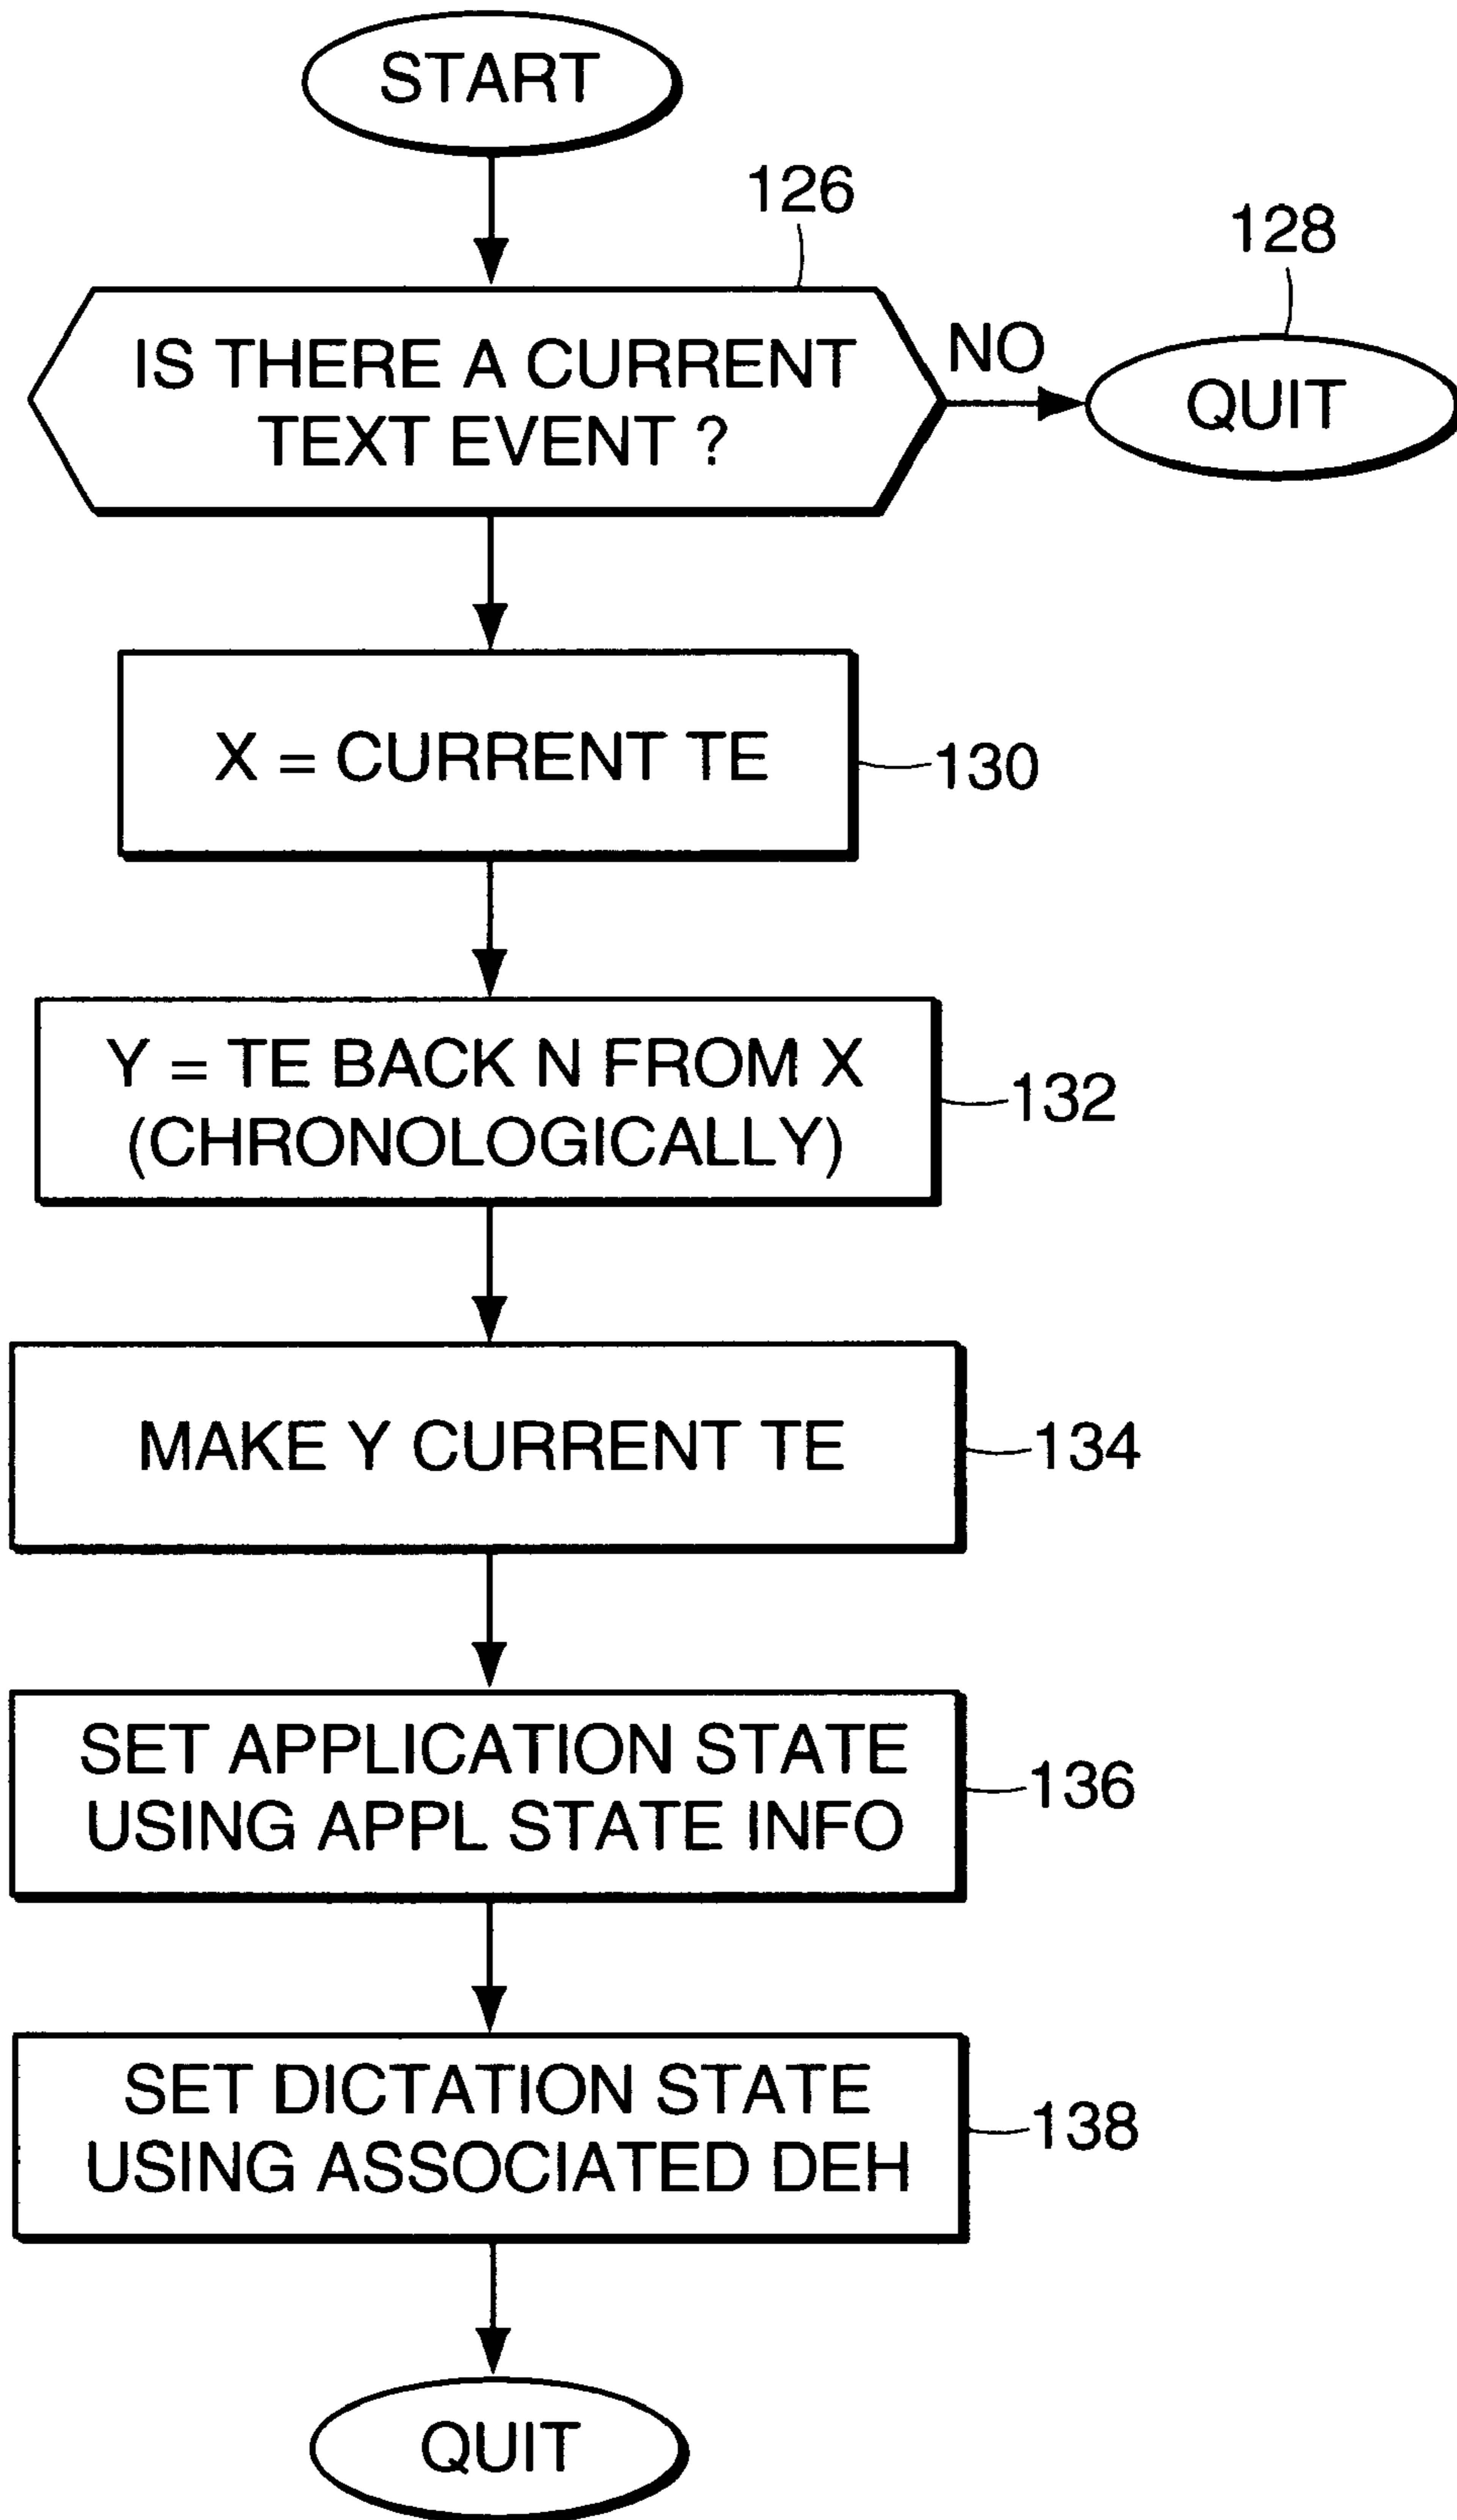 START
126
128
IS THERE A CURRENT
TEXT EVENT ?
NO
QUIT
X = CURRENT TE
130
Y = TE BACK N FROM X
(CHRONOLOGICALLY)
132
MAKE Y CURRENT TE
134
SET APPLICATION STATE
USING APPL STATE INFO
136
SET DICTATION STATE
USING ASSOCIATED DEH
138
QUIT